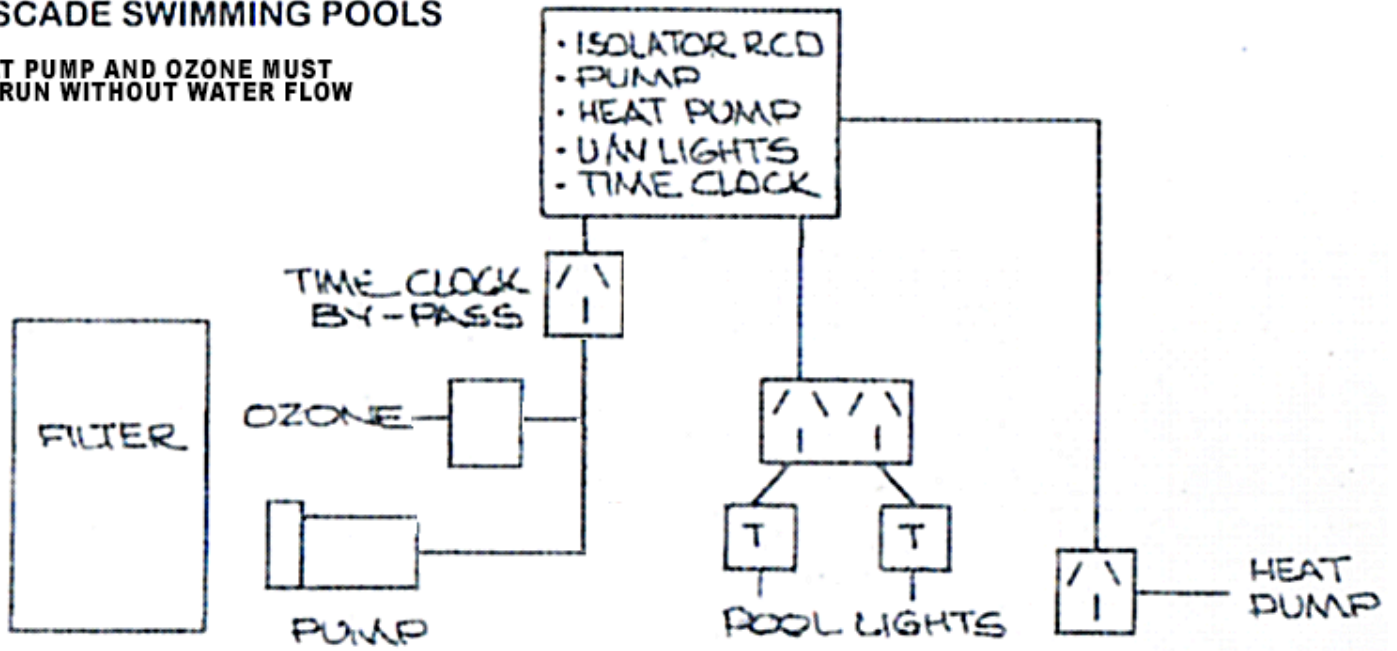 SCADE SWIMMING POOLS
T PUMP AND OZONE MUST
RUN WITHOUT WATER FLOW
· ISOLATOR RCD
· PUMP
· HEAT PUMP
· U/W LIGHTS
· TIME CLOCK
TIME CLOCK
BY-PASS
FILTER
OZONE
PUMP
T
T
POOL LIGHTS
HEAT
PUMP